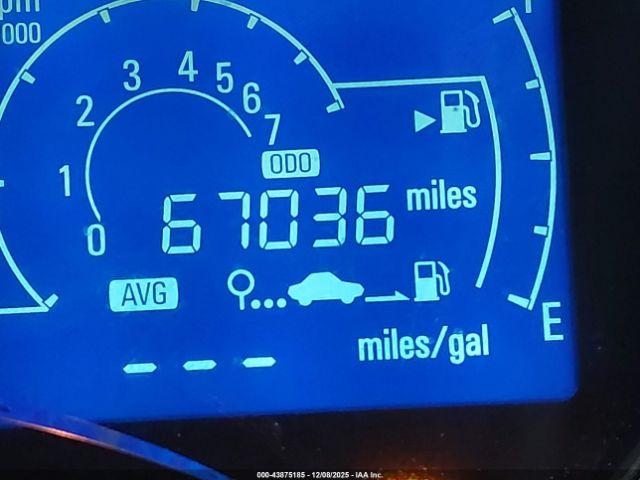 rpm
000
0 1 2 3 4 5 6 7
ODO
67036 miles
AVG
miles/gal
E
---
000-43875185 - 12/08/2025 - IAA Inc.